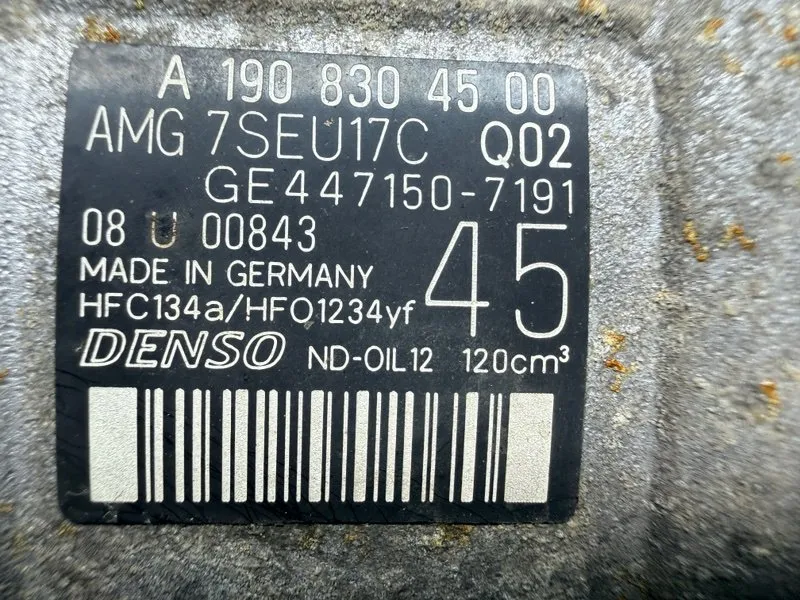 A 190 830 45 00
AMG 7SEU17C Q02
GE447150-7191
08 U 00843
45
MADE IN GERMANY
HFC134a/HFO1234yf
DENSO ND-OIL12 120cm³